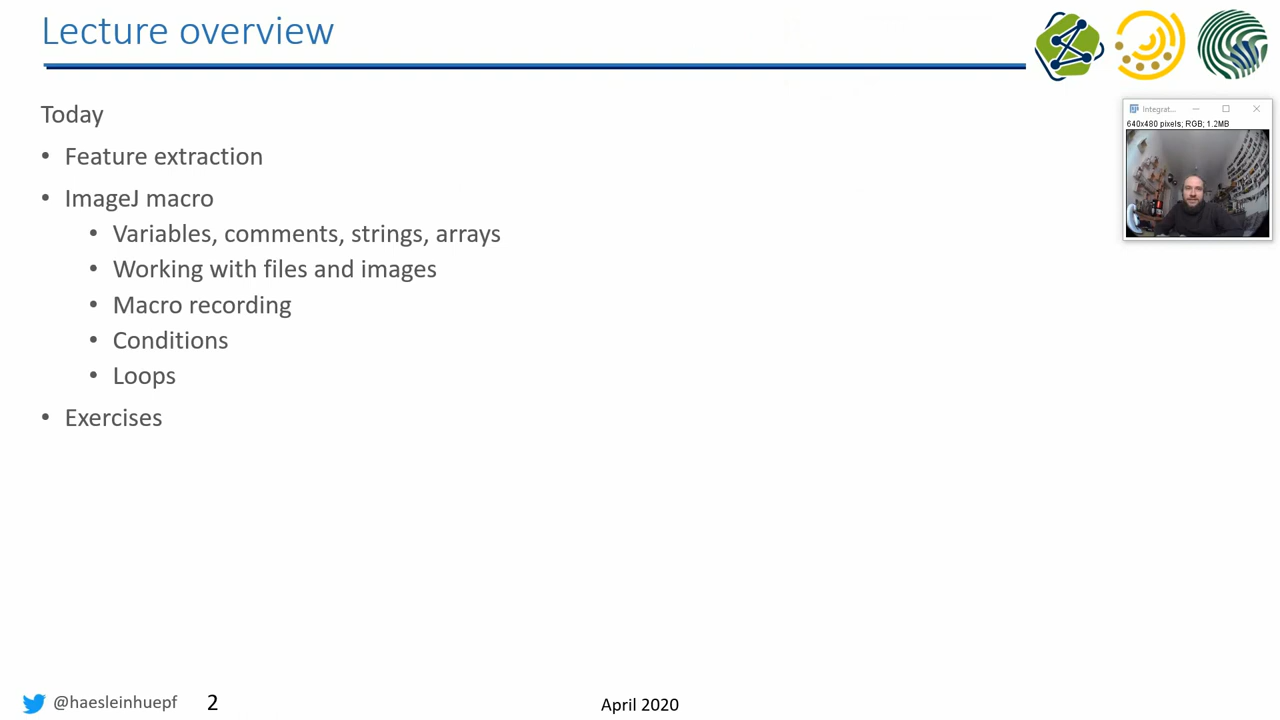 Lecture overview
Today
• Feature extraction
• ImageJ macro
• Variables, comments, strings, arrays
• Working with files and images
• Macro recording
• Conditions
• Loops
• Exercises
Integrat...
640x480 pixels; RGB; 1.2MB
@haesleinhuepf
2
April 2020